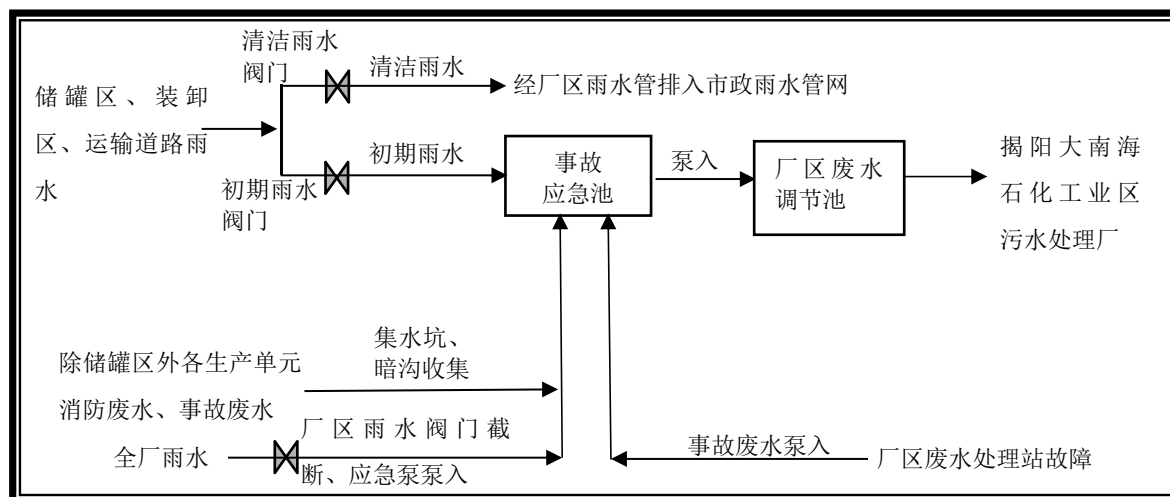 清洁雨水
阀门
清洁雨水
经厂区雨水管排入市政雨水管网
储罐区、装卸
区、运输道路雨
水
初期雨水
初期雨水
阀门
事故
应急池
泵入
厂区废水
调节池
揭阳大南海
石化工业区
污水处理厂
集水坑、
暗沟收集
除储罐区外各生产单元
消防废水、事故废水
厂区雨水阀门截
断、应急泵泵入
全厂雨水
事故废水泵入
厂区废水处理站故障